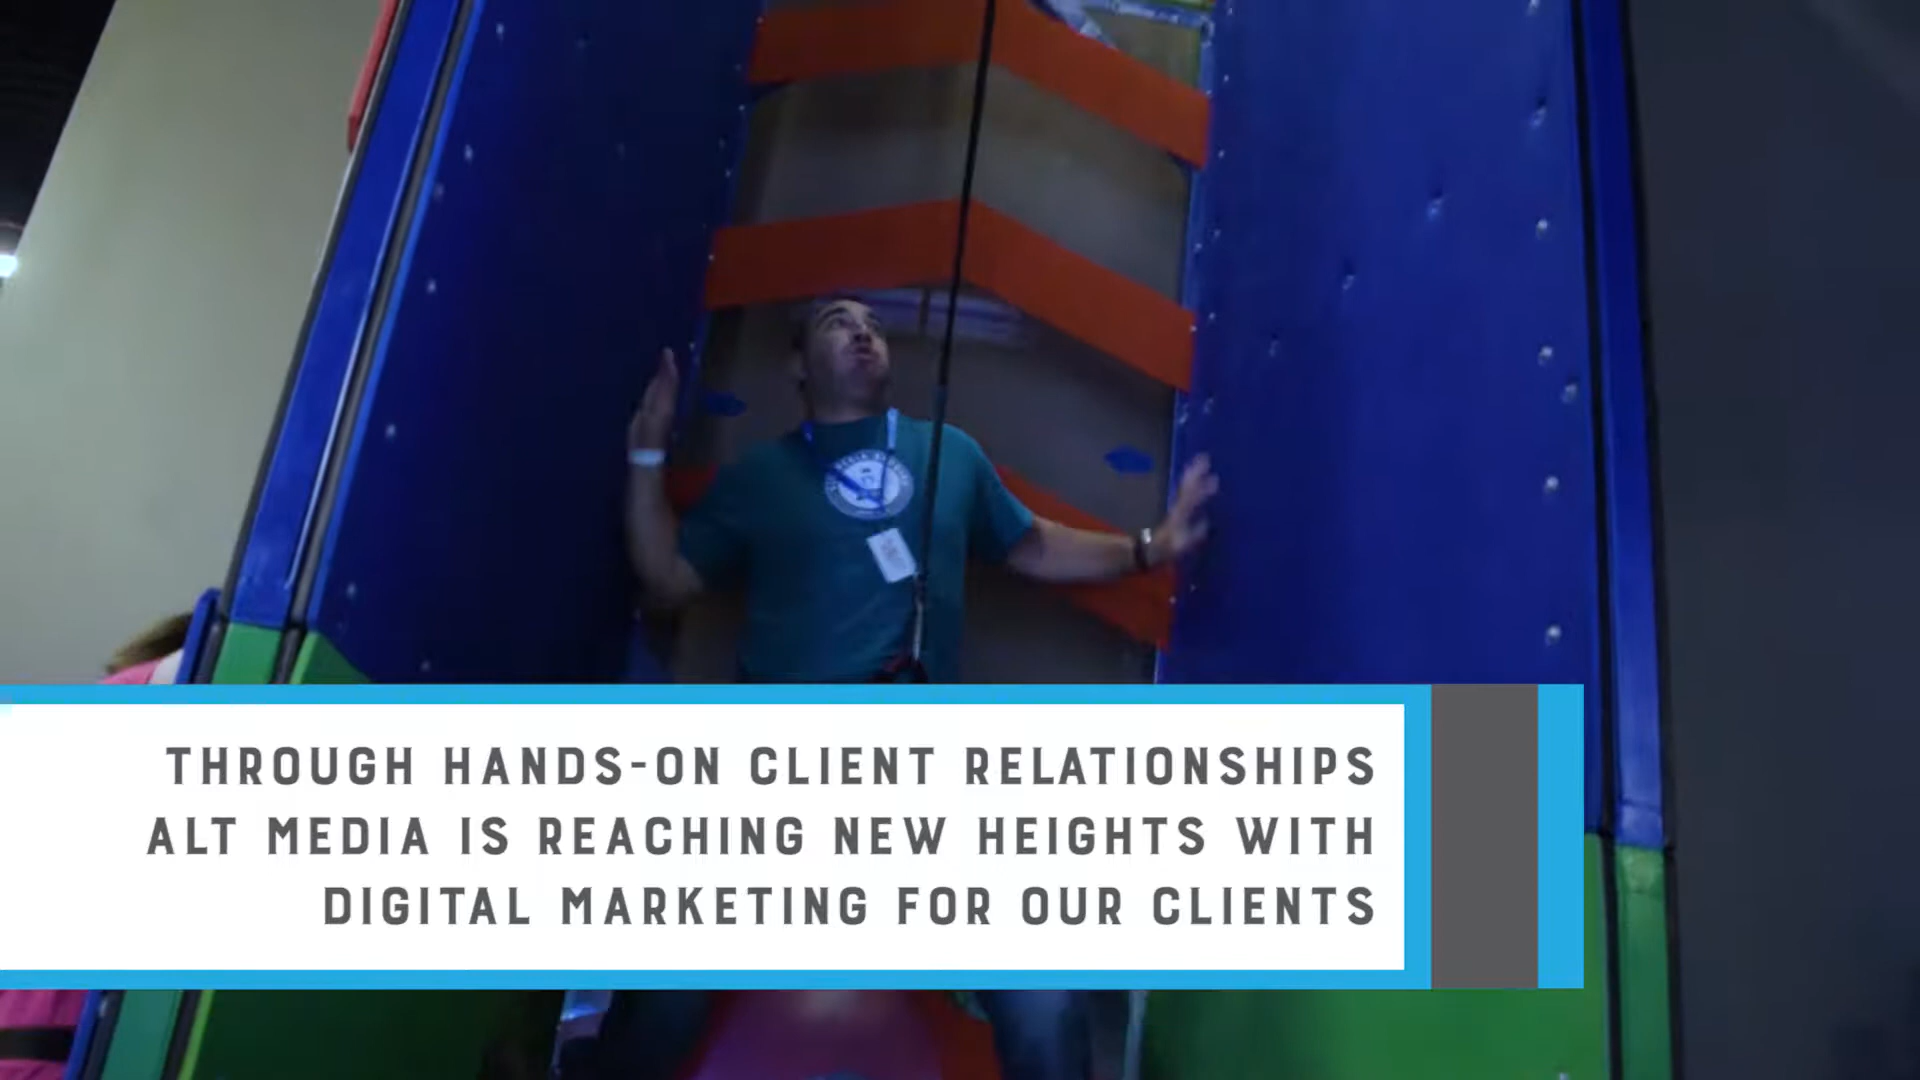 THROUGH HANDS-ON CLIENT RELATIONSHIPS
ALT MEDIA IS REACHING NEW HEIGHTS WITH
DIGITAL MARKETING FOR OUR CLIENTS